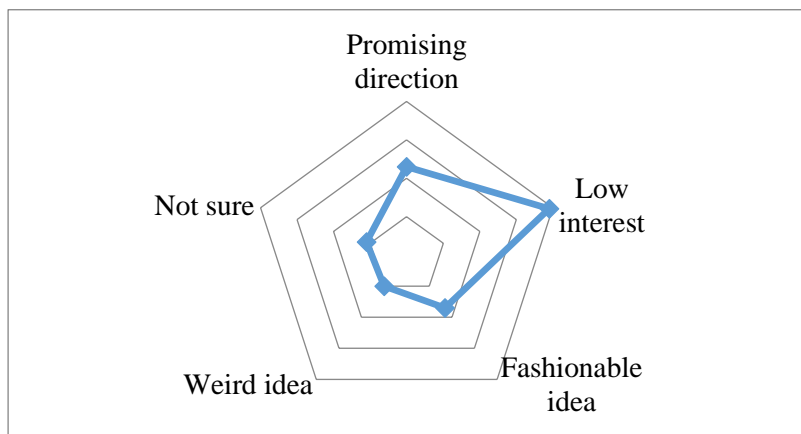 Promising
direction
Low
interest
Fashionable
idea
Weird idea
Not sure